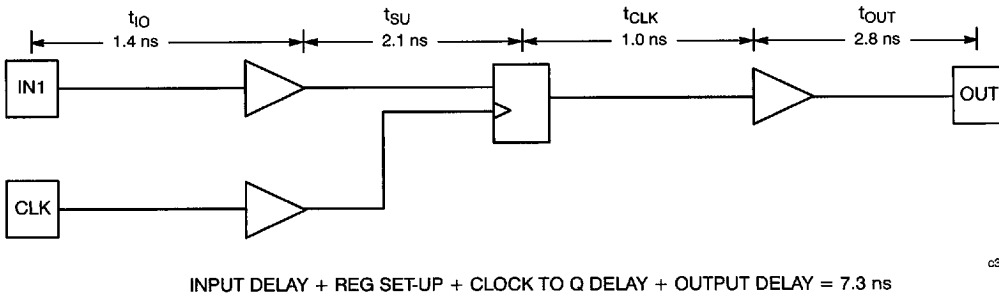 tIO tSU tCLK tOUT
1.4 ns 2.1 ns 1.0 ns 2.8 ns
IN1 OUT
CLK
c3
INPUT DELAY + REG SET-UP + CLOCK TO Q DELAY + OUTPUT DELAY = 7.3 ns